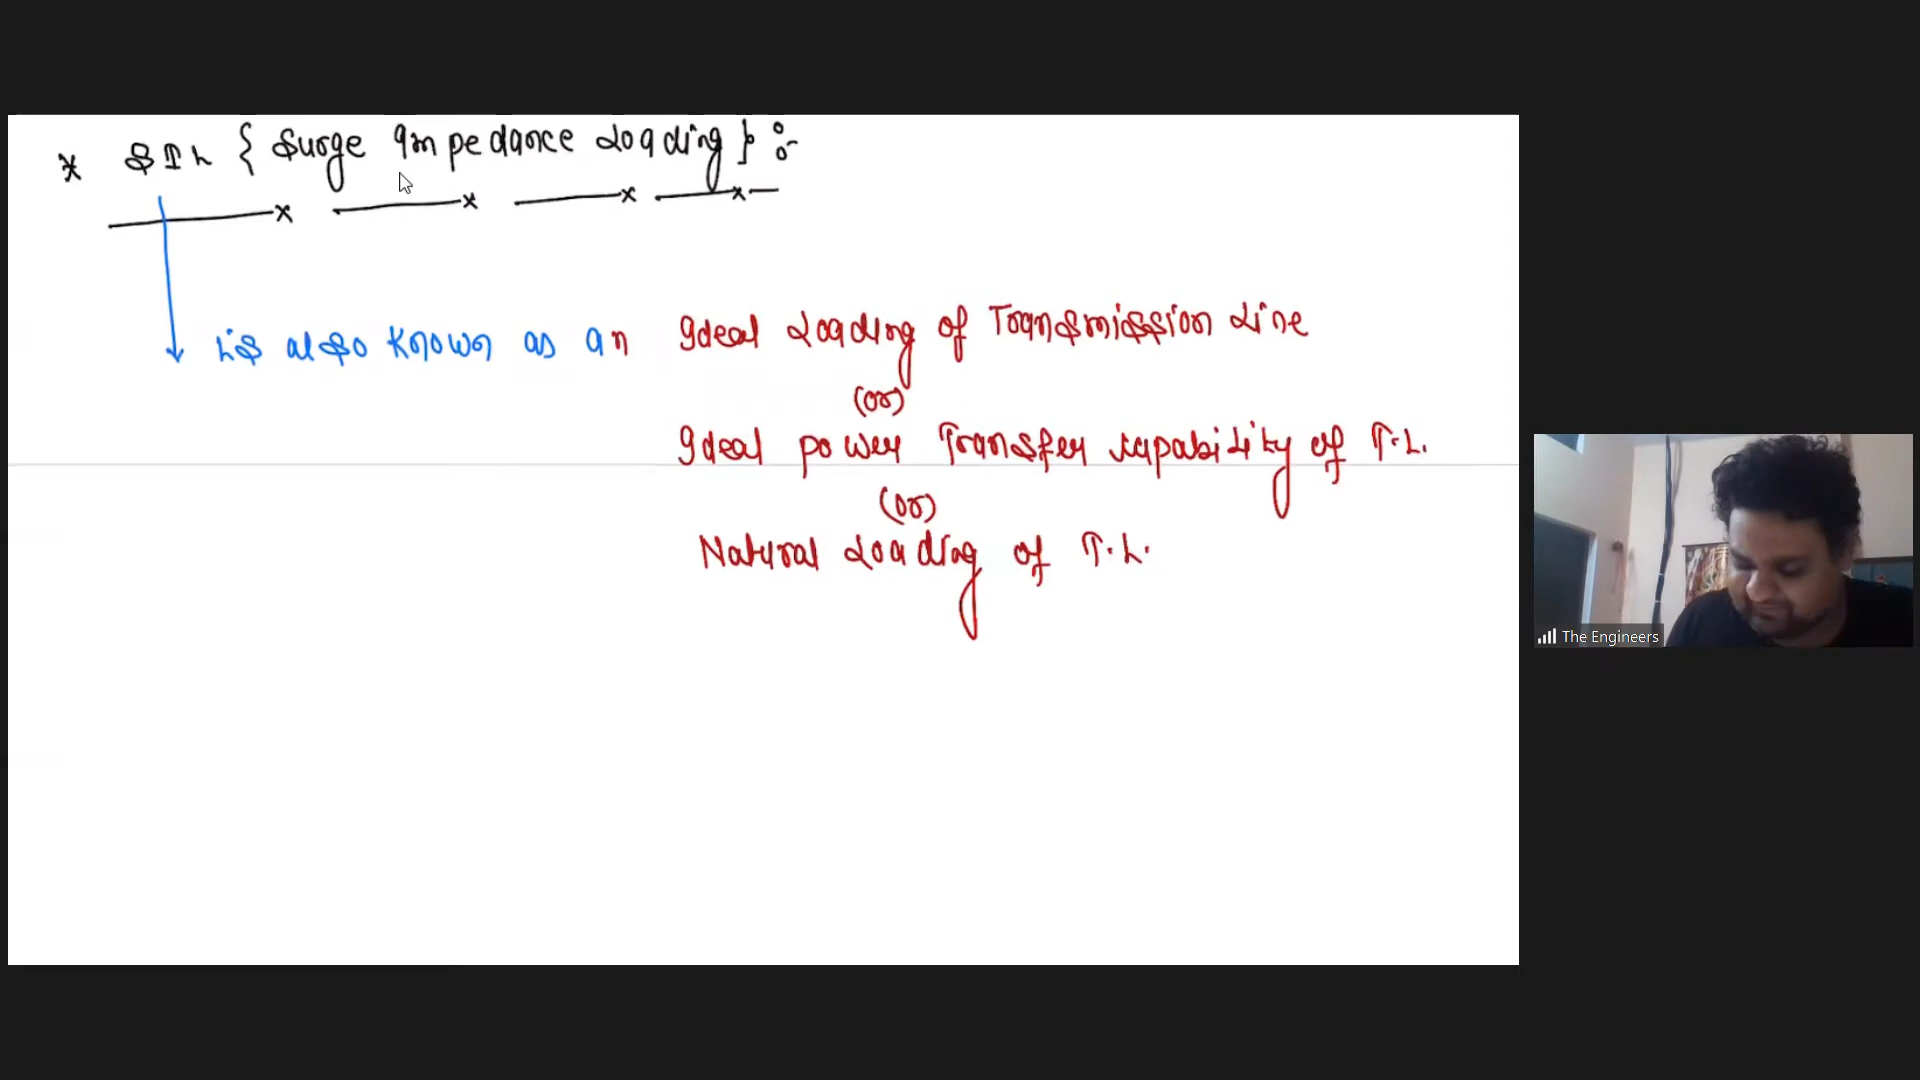 * SIL { Surge Impedance Loading } :-
is also known as an Ideal Loading of Transmission Line
(or)
Ideal power Transfer capability of T.L.
(or)
Natural Loading of T.L.
The Engineers